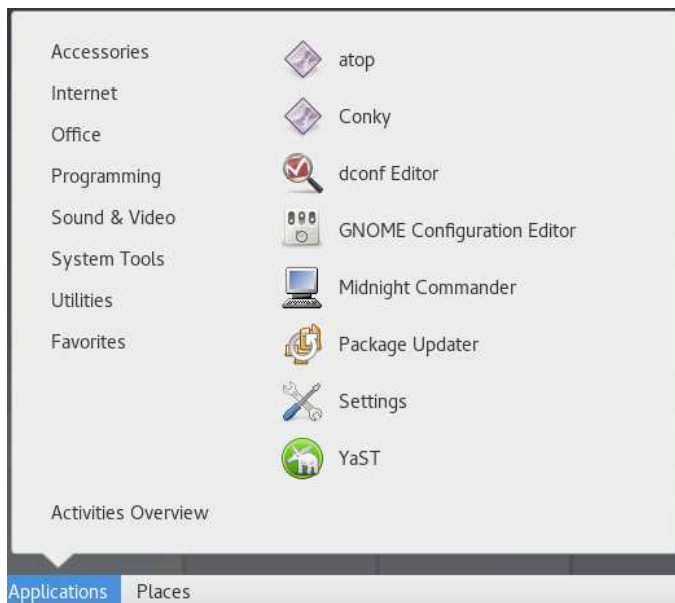 Accessories
Internet
Office
Programming
Sound & Video
System Tools
Utilities
Favorites
Activities Overview
atop
Conky
dconf Editor
GNOME Configuration Editor
Midnight Commander
Package Updater
Settings
YaST
Applications
Places